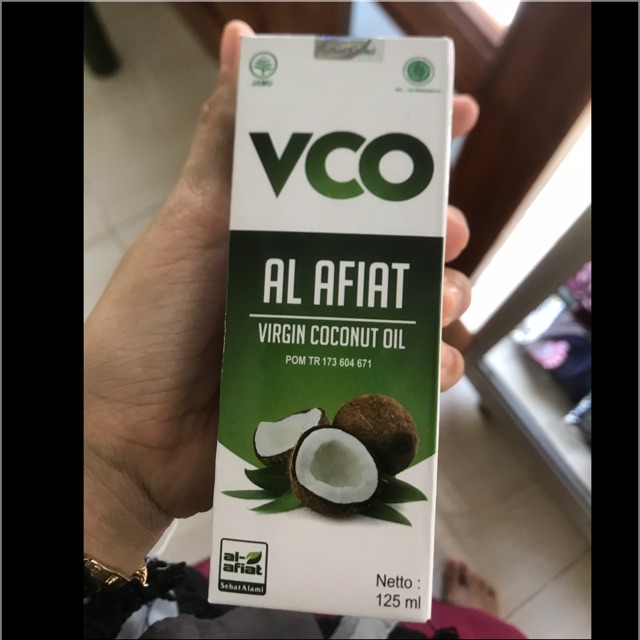 JAMU
VCO
AL AFIAT
VIRGIN COCONUT OIL
POM TR 173 604 671
al-
afiat
Sehat Alami
Netto :
125 ml